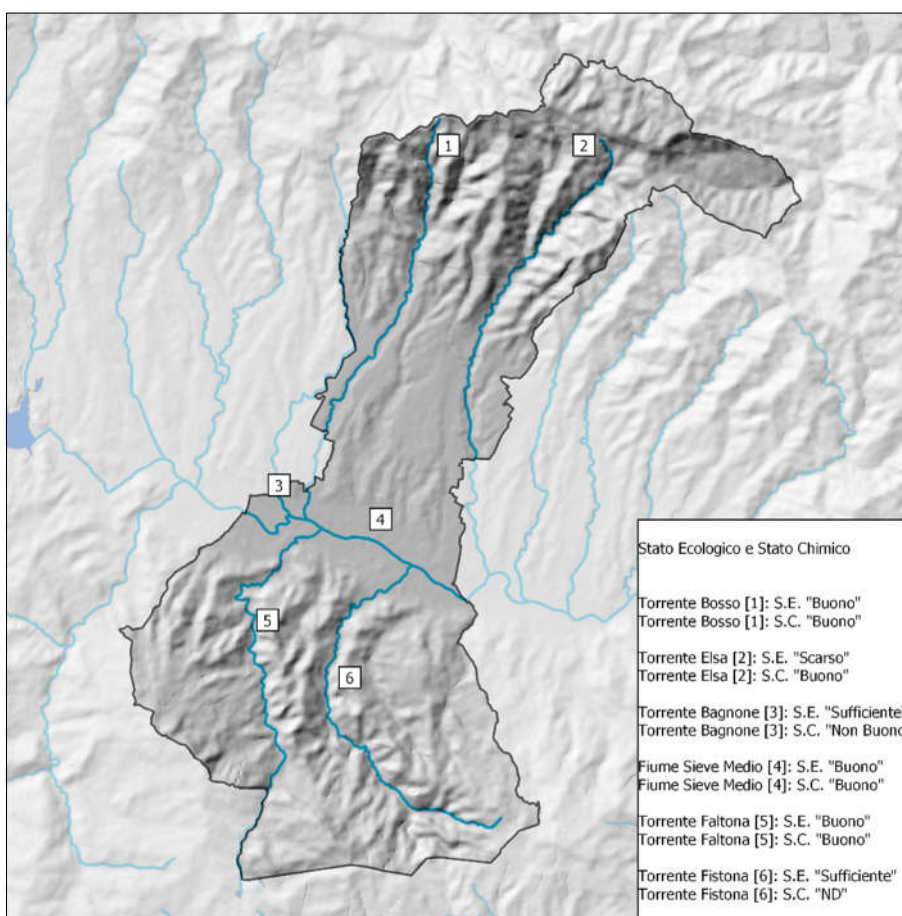 1
2
3
4
5
6
Stato Ecologico e Stato Chimico
Torrente Bosso [1]: S.E. "Buono"
Torrente Bosso [1]: S.C. "Buono"
Torrente Elsa [2]: S.E. "Scarso"
Torrente Elsa [2]: S.C. "Buono"
Torrente Bagnone [3]: S.E. "Sufficiente"
Torrente Bagnone [3]: S.C. "Non Buono
Fiume Sieve Medio [4]: S.E. "Buono"
Fiume Sieve Medio [4]: S.C. "Buono"
Torrente Faltona [5]: S.E. "Buono"
Torrente Faltona [5]: S.C. "Buono"
Torrente Fistona [6]: S.E. "Sufficiente"
Torrente Fistona [6]: S.C. "ND"